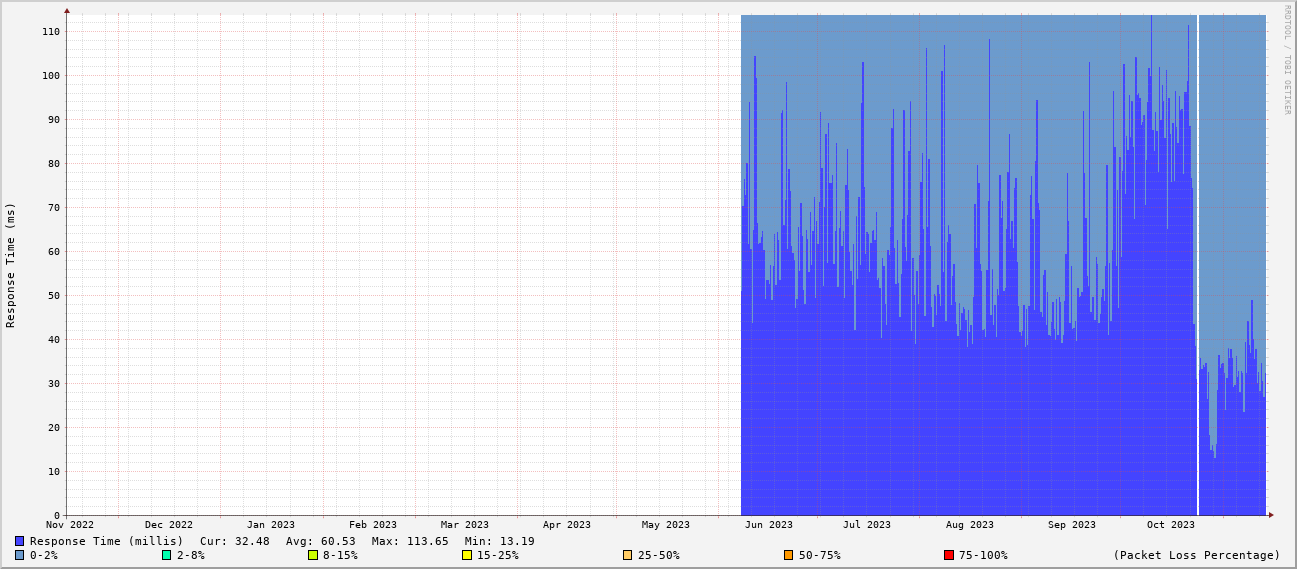 RRDTOOL / TOBI OETIKER
Response Time (ms)
110
100
90
80
70
60
50
40
30
20
10
0
Nov 2022 Dec 2022 Jan 2023 Feb 2023 Mar 2023 Apr 2023 May 2023 Jun 2023 Jul 2023 Aug 2023 Sep 2023 Oct 2023
Response Time (millis) Cur: 32.48 Avg: 60.53 Max: 113.65 Min: 13.19
0-2% 2-8% 8-15% 15-25% 25-50% 50-75% 75-100% (Packet Loss Percentage)